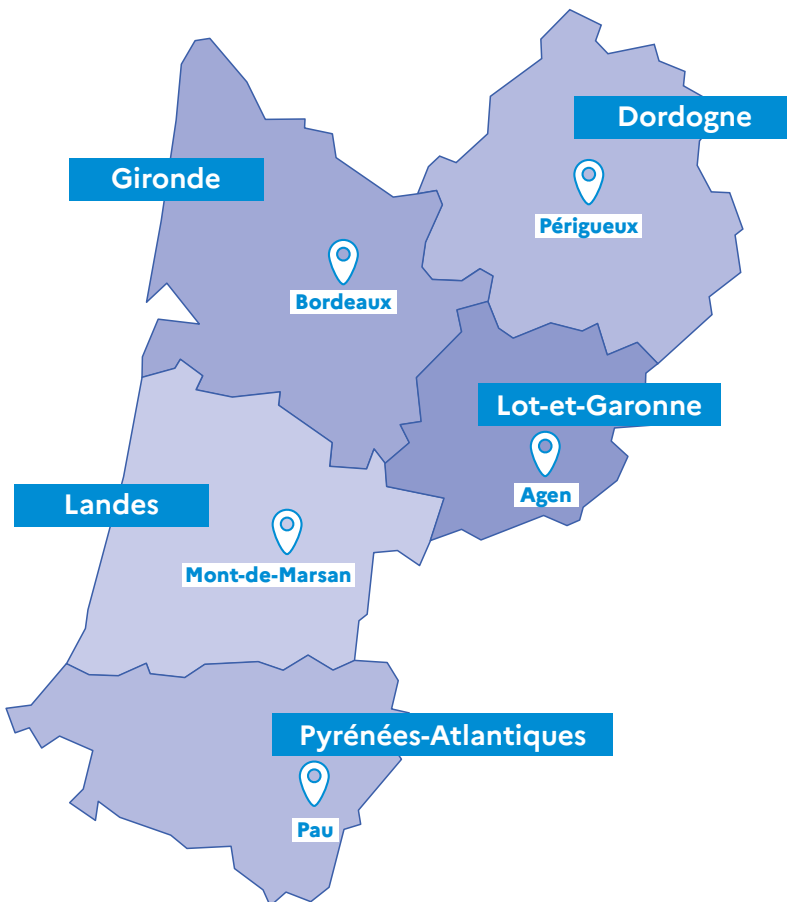 Dordogne
Gironde
Périgueux
Bordeaux
Lot-et-Garonne
Agen
Landes
Mont-de-Marsan
Pyrénées-Atlantiques
Pau